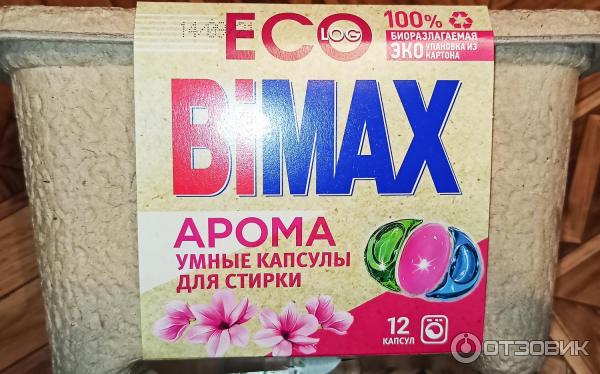 ECO
LOG
100%
БИОРАЗЛАГАЕМАЯ
ЭКО УПАКОВКА ИЗ
КАРТОНА
BiMAX
АРОМА
УМНЫЕ КАПСУЛЫ
ДЛЯ СТИРКИ
12
КАПСУЛ
ОТЗОВИК